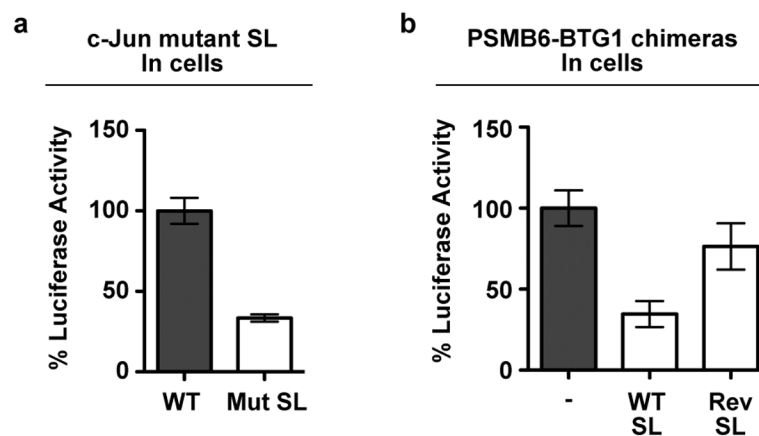 a
c-Jun mutant SL
In cells
% Luciferase Activity
150
100
50
0
WT
Mut SL
b
PSMB6-BTG1 chimeras
In cells
% Luciferase Activity
150
100
50
0
-
WT
SL
Rev
SL